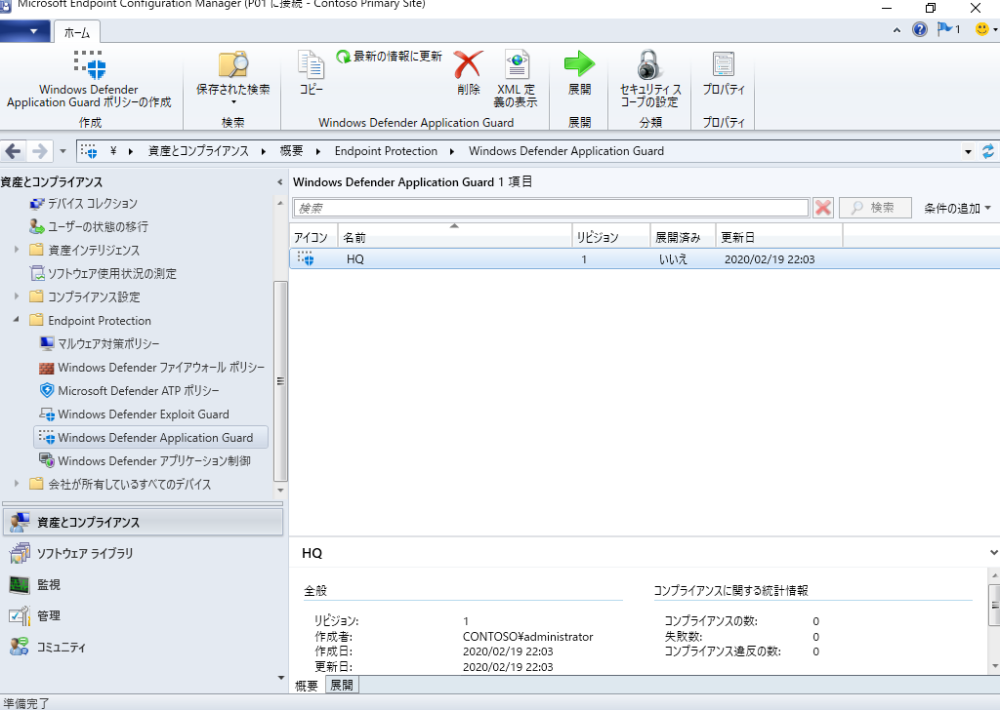 Microsoft Endpoint Configuration Manager (P01 に接続 - Contoso Primary Site)
ホーム
1
Windows Defender
Application Guard ポリシーの作成
作成
保存された検索
検索
コピー
最新の情報に更新
削除
XML 定
義の表示
Windows Defender Application Guard
展開
展開
セキュリティ ス
コープの設定
分類
プロパティ
プロパティ
¥ 資産とコンプライアンス 概要 Endpoint Protection Windows Defender Application Guard
資産とコンプライアンス
デバイス コレクション
ユーザーの状態の移行
資産インテリジェンス
ソフトウェア使用状況の測定
コンプライアンス設定
Endpoint Protection
マルウェア対策ポリシー
Windows Defender ファイアウォール ポリシー
Microsoft Defender ATP ポリシー
Windows Defender Exploit Guard
Windows Defender Application Guard
Windows Defender アプリケーション制御
会社が所有しているすべてのデバイス
資産とコンプライアンス
ソフトウェア ライブラリ
監視
管理
コミュニティ
Windows Defender Application Guard 1 項目
検索
検索
条件の追加
アイコン 名前 リビジョン 展開済み 更新日
HQ 1 いいえ 2020/02/19 22:03
HQ
全般
リビジョン: 1
作成者: CONTOSO¥administrator
作成日: 2020/02/19 22:03
更新日: 2020/02/19 22:03
コンプライアンスに関する統計情報
コンプライアンスの数: 0
失敗数: 0
コンプライアンス違反の数: 0
概要 展開
準備完了